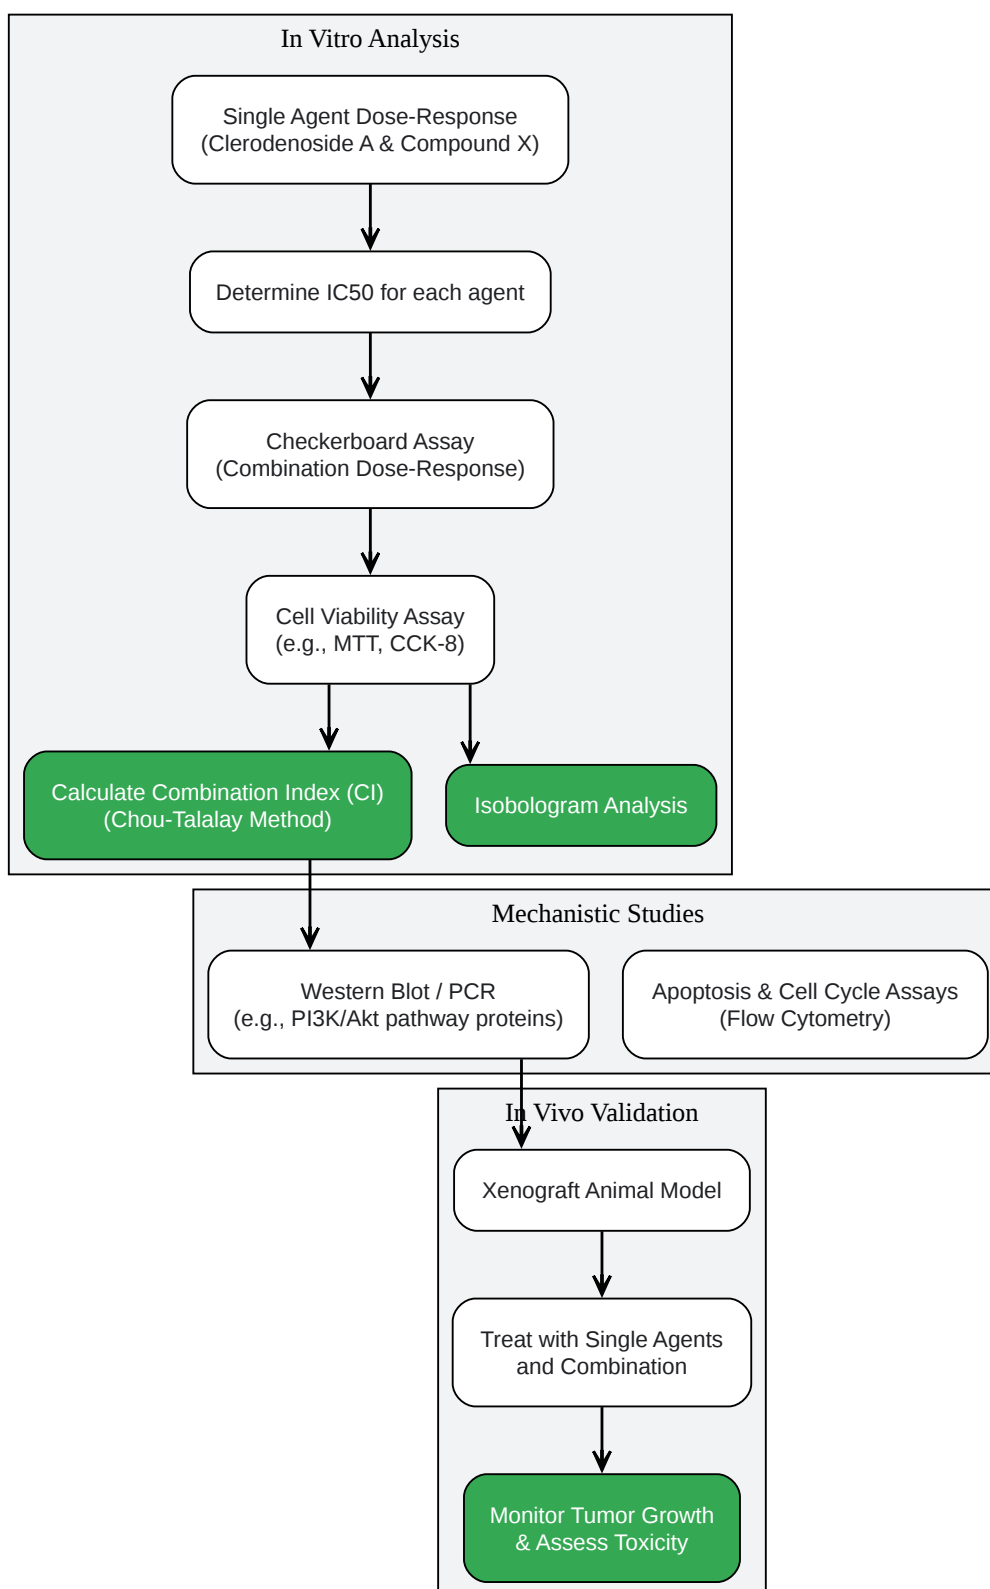 In Vitro Analysis
Single Agent Dose-Response
(Clerodenoside A & Compound X)
Determine IC50 for each agent
Checkerboard Assay
(Combination Dose-Response)
Cell Viability Assay
(e.g., MTT, CCK-8)
Calculate Combination Index (CI)
(Chou-Talalay Method)
Isobologram Analysis
Mechanistic Studies
Western Blot / PCR
(e.g., PI3K/Akt pathway proteins)
Apoptosis & Cell Cycle Assays
(Flow Cytometry)
In Vivo Validation
Xenograft Animal Model
Treat with Single Agents
and Combination
Monitor Tumor Growth
& Assess Toxicity